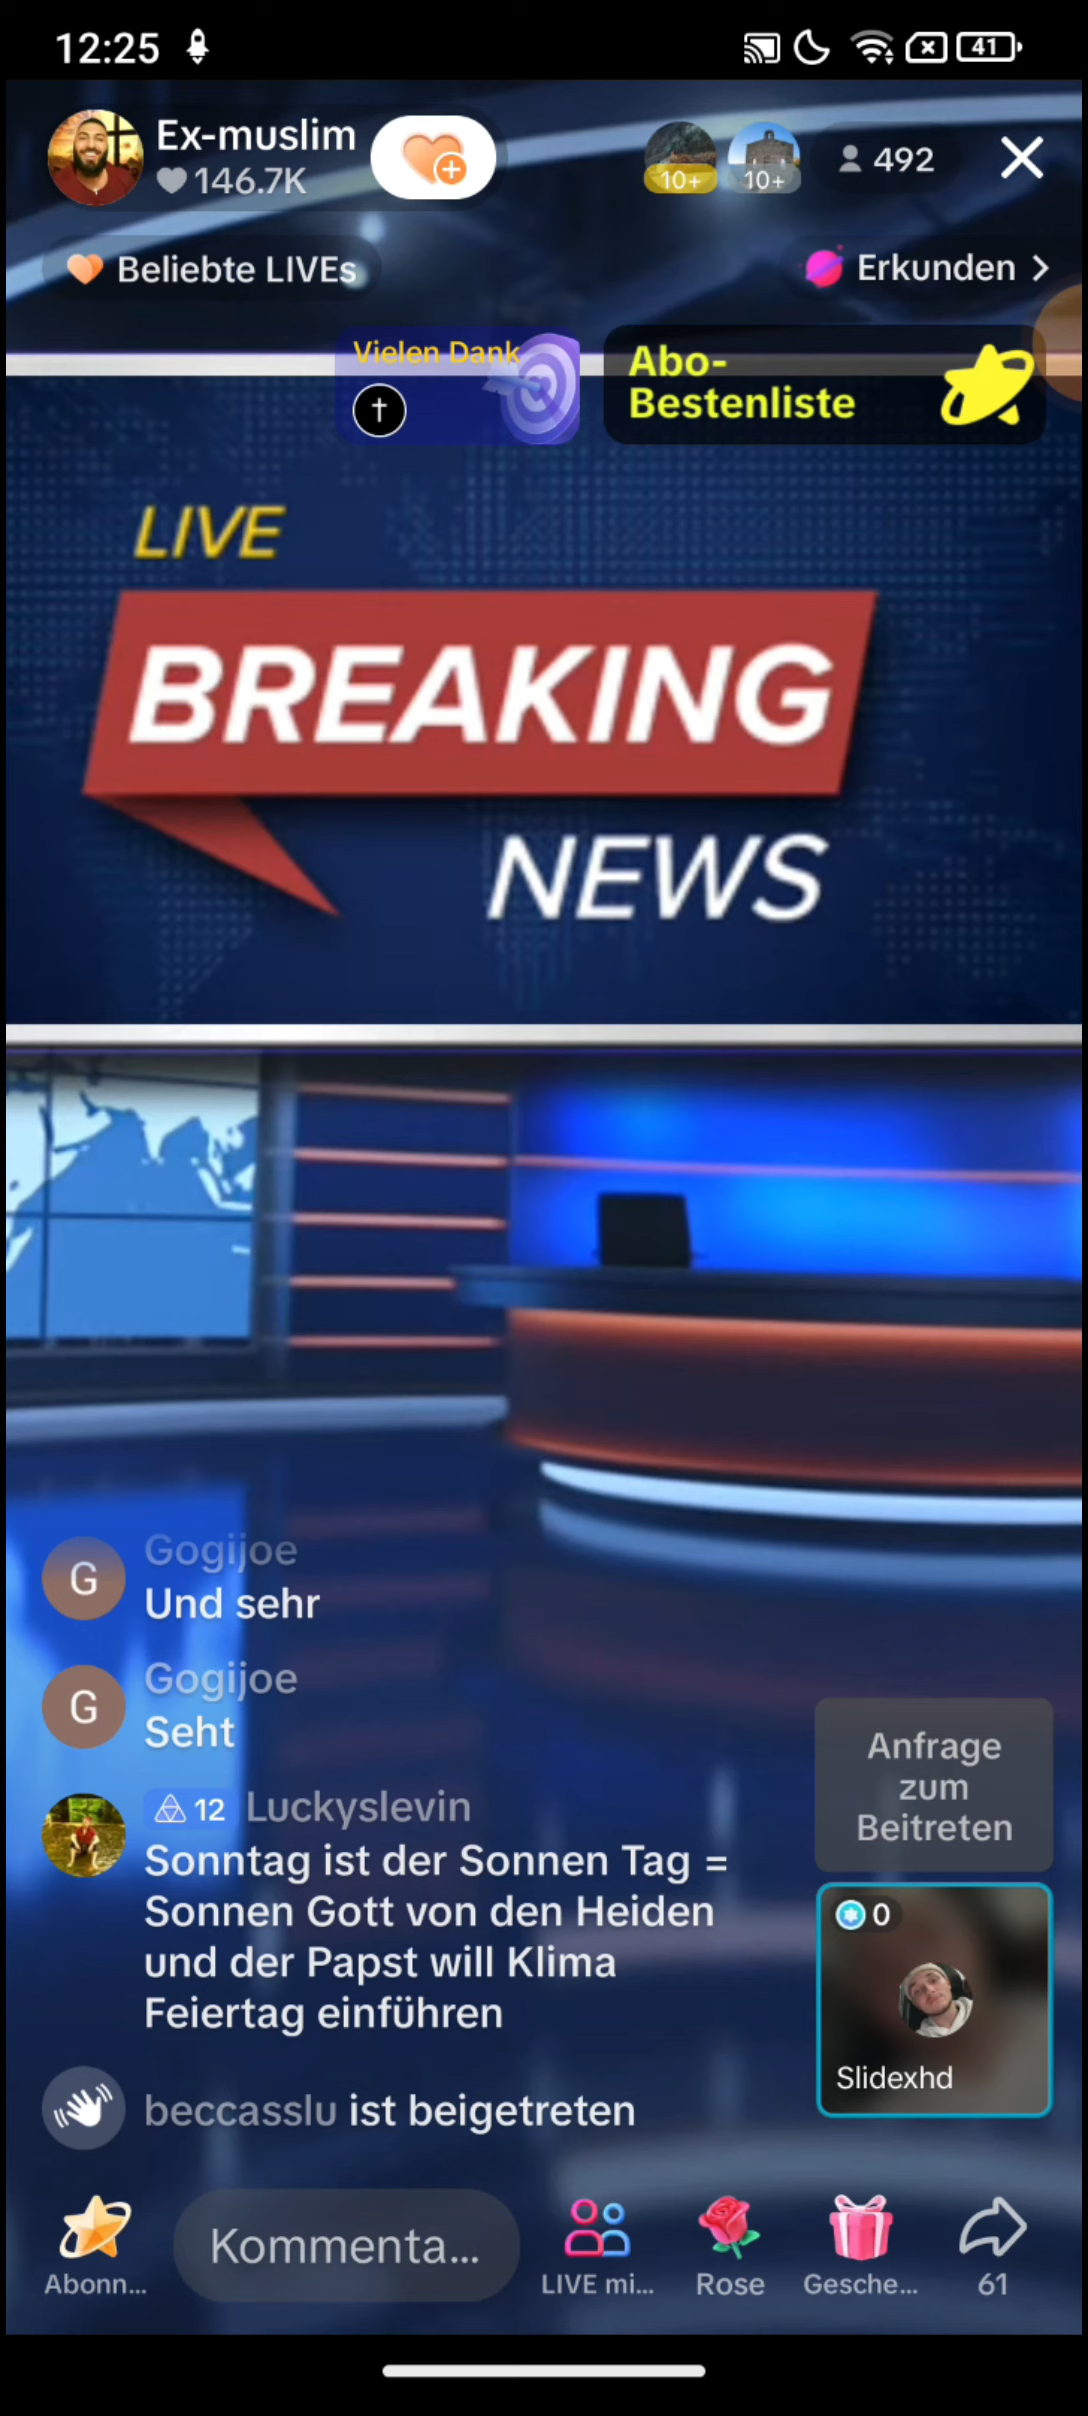 12:25
41
Ex-muslim
146.7K
10+
10+
492
Beliebte LIVEs
Erkunden >
Vielen Dank
Abo-
Bestenliste
LIVE
BREAKING
NEWS
Gogijoe
G
Und sehr
Gogijoe
G
Seht
12 Luckyslevin
Sonntag ist der Sonnen Tag =
Sonnen Gott von den Heiden
und der Papst will Klima
Feiertag einführen
beccasslu ist beigetreten
Anfrage
zum
Beitreten
0
Slidexhd
Abonn...
Kommenta...
LIVE mi...
Rose
Gesche...
61